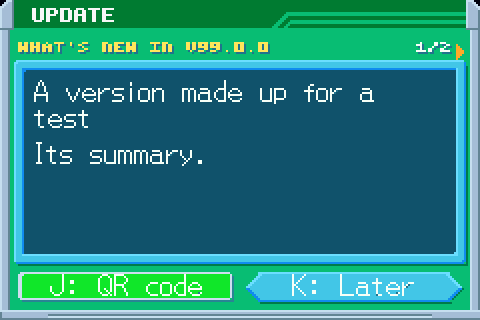 UPDATE
WHAT'S NEW IN V99.0.0 1/2
A version made up for a
test
Its summary.
J: QR code K: Later